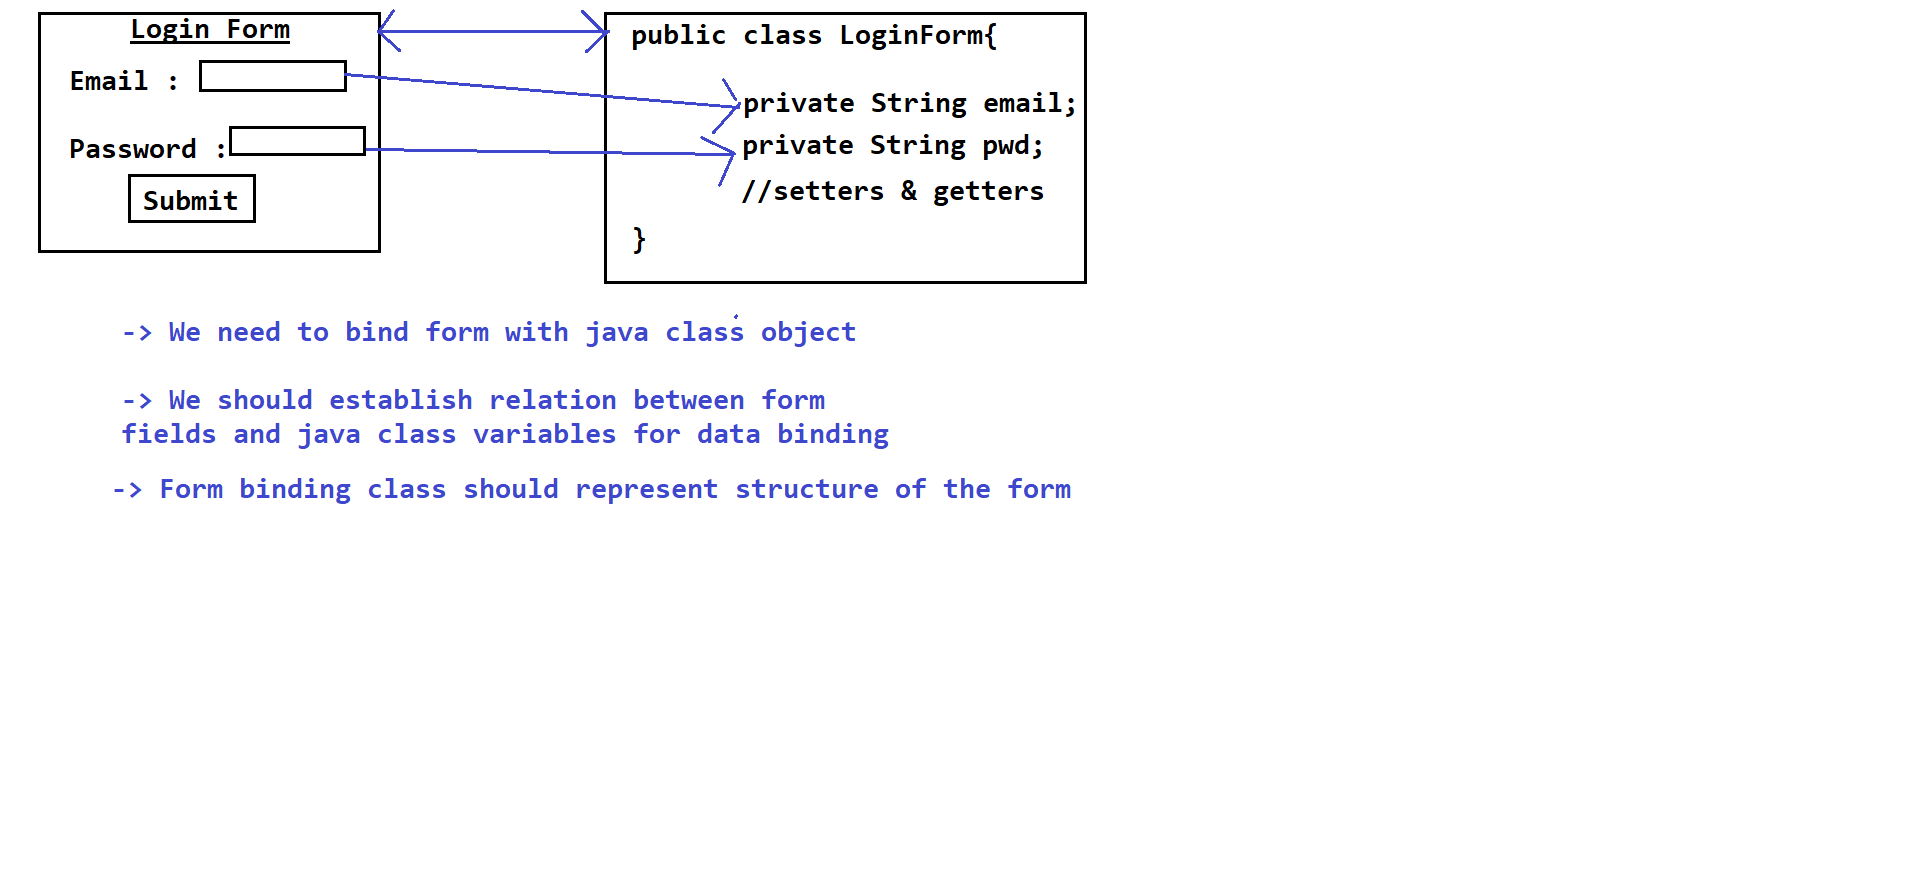 Login Form
Email :
Password :
Submit
public class LoginForm{
private String email;
private String pwd;
//setters & getters
}
-> We need to bind form with java class object
-> We should establish relation between form
fields and java class variables for data binding
-> Form binding class should represent structure of the form